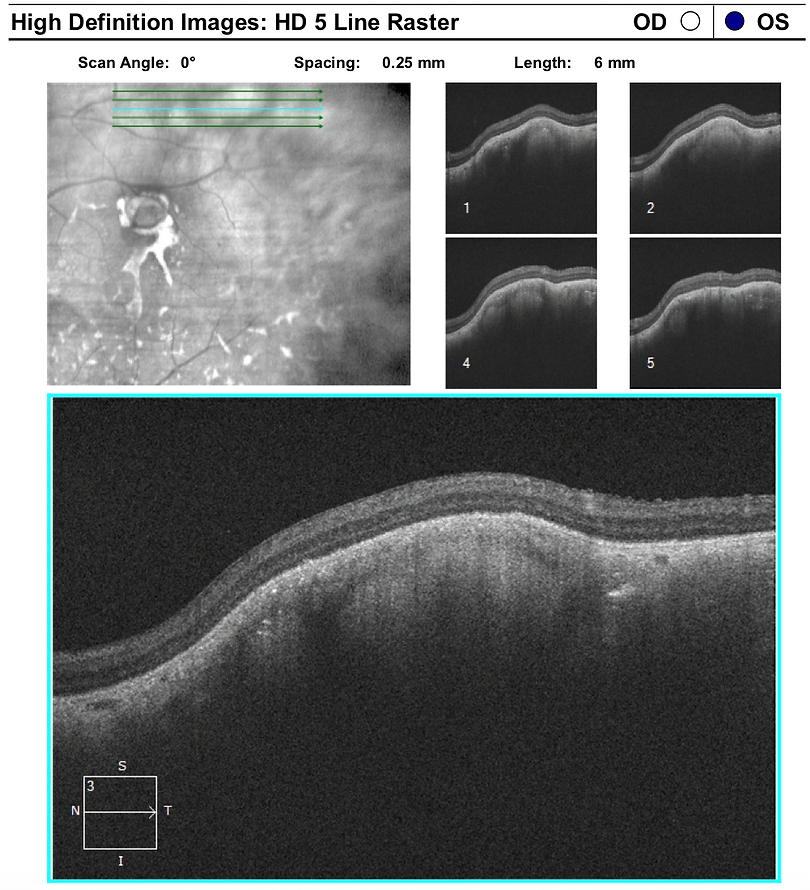 High Definition Images: HD 5 Line Raster OD OS
Scan Angle: 0° Spacing: 0.25 mm Length: 6 mm
1
2
4
5
S
3
N T
I